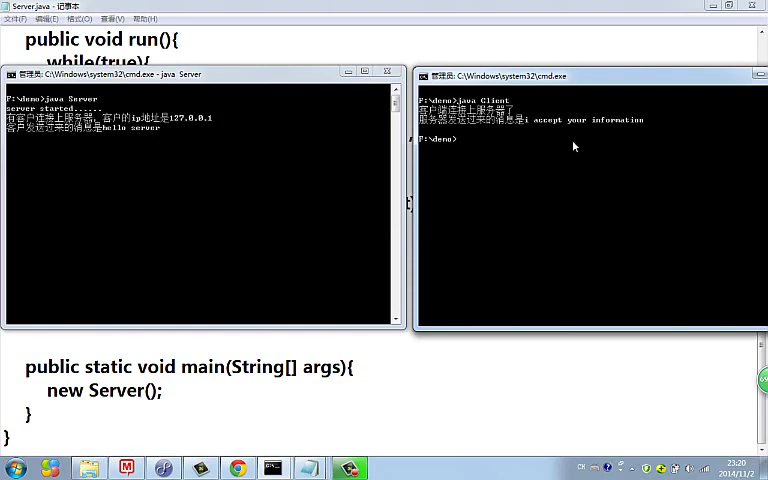 Server.java - 记事本
文件(F) 编辑(E) 格式(O) 查看(V) 帮助(H)
public void run(){
while(true){
管理员: C:\Windows\system32\cmd.exe - java Server
F:\demo>java Server
server started......
有客户连接上服务器，客户的ip地址是127.0.0.1
客户发送过来的消息是hello server
管理员: C:\Windows\system32\cmd.exe
F:\demo>java Client
客户端连接上服务器了
服务器发送过来的消息是i accept your information
F:\demo>
public static void main(String[] args){
new Server();
}
}
CH
23:20
2014/11/2